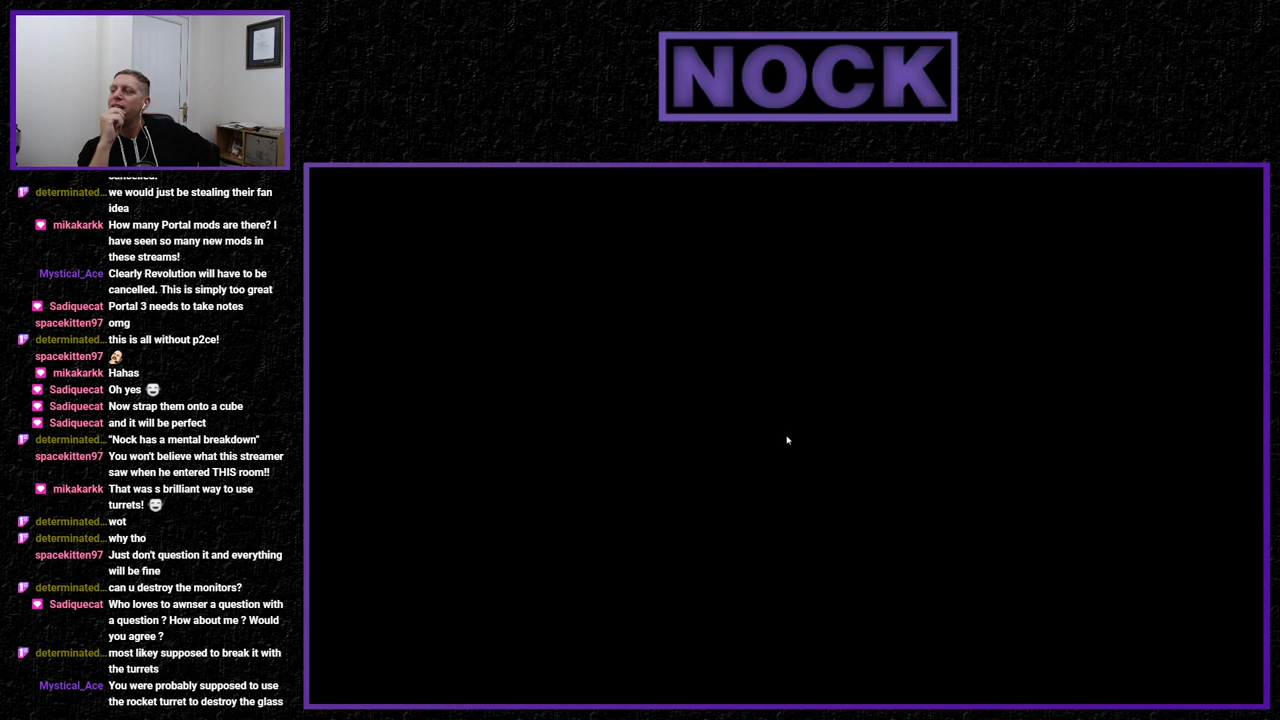 NOCK
cancelled.
determinated... we would just be stealing their fan
idea
mikakarkk How many Portal mods are there? I
have seen so many new mods in
these streams!
Mystical_Ace Clearly Revolution will have to be
cancelled. This is simply too great
Sadiquecat Portal 3 needs to take notes
spacekitten97 omg
determinated... this is all without p2ce!
spacekitten97
mikakarkk Hahas
Sadiquecat Oh yes
Sadiquecat Now strap them onto a cube
Sadiquecat and it will be perfect
determinated... "Nock has a mental breakdown"
spacekitten97 You won't believe what this streamer
saw when he entered THIS room!!
mikakarkk That was s brilliant way to use
turrets!
determinated... wot
determinated... why tho
spacekitten97 Just don't question it and everything
will be fine
determinated... can u destroy the monitors?
Sadiquecat Who loves to awnser a question with
a question ? How about me ? Would
you agree ?
determinated... most likey supposed to break it with
the turrets
Mystical_Ace You were probably supposed to use
the rocket turret to destroy the glass